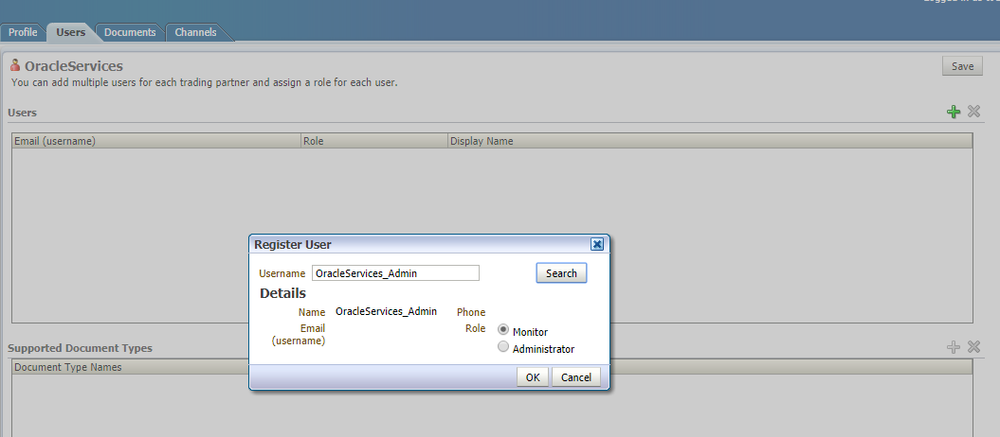 Profile Users Documents Channels
OracleServices Save
You can add multiple users for each trading partner and assign a role for each user.
Users
Email (username) Role Display Name
Register User
Username OracleServices_Admin Search
Details
Name OracleServices_Admin Phone
Email Role Monitor
(username)
Administrator
Supported Document Types
Document Type Names
OK Cancel